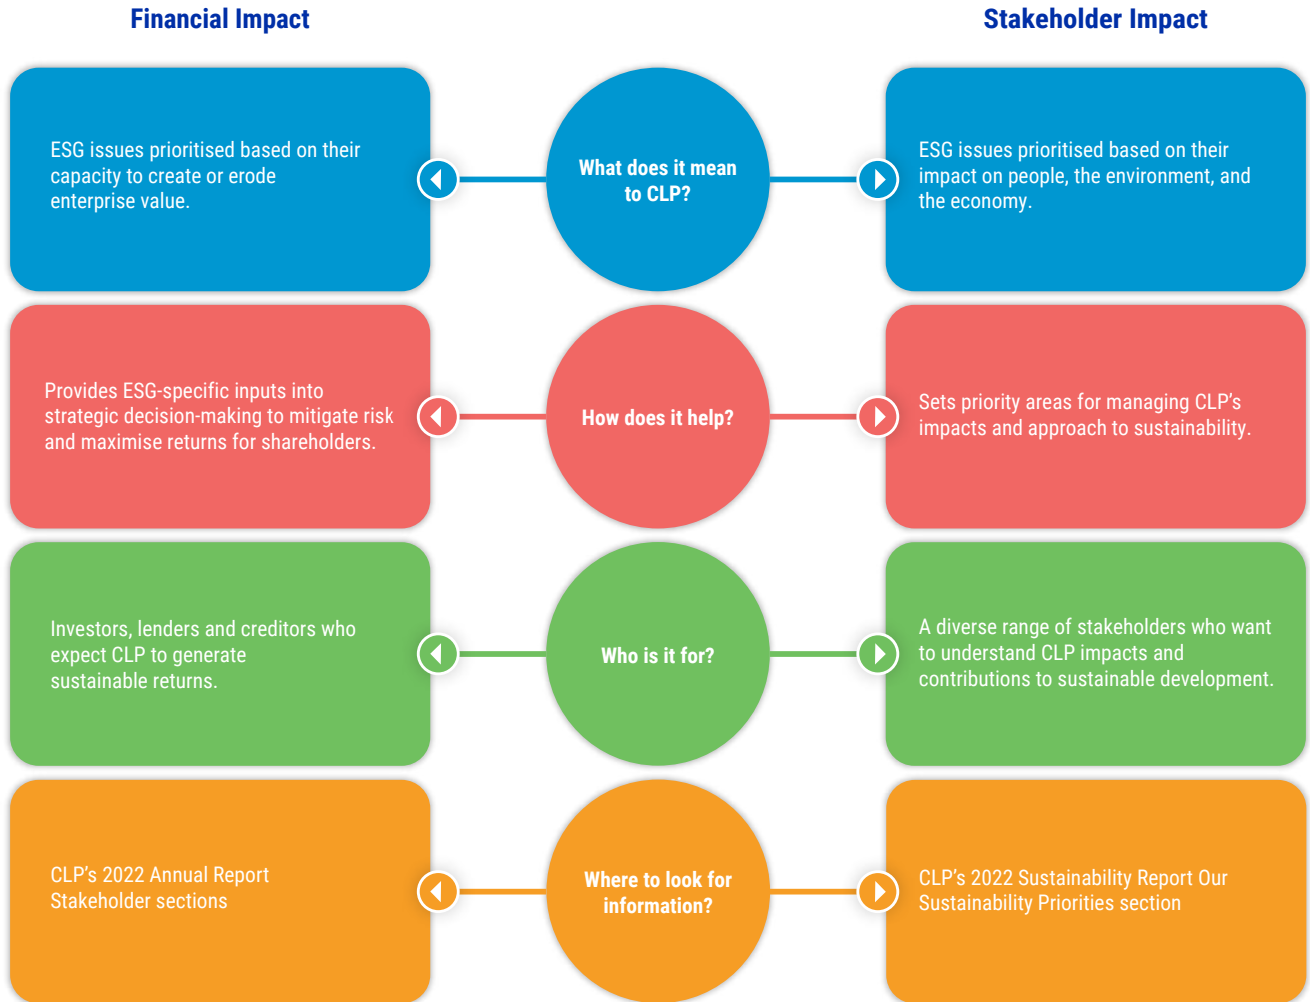 Financial Impact
Stakeholder Impact
ESG issues prioritised based on their
capacity to create or erode
enterprise value.
What does it mean
to CLP?
ESG issues prioritised based on their
impact on people, the environment, and
the economy.
Provides ESG-specific inputs into
strategic decision-making to mitigate risk
and maximise returns for shareholders.
How does it help?
Sets priority areas for managing CLP's
impacts and approach to sustainability.
Investors, lenders and creditors who
expect CLP to generate
sustainable returns.
Who is it for?
A diverse range of stakeholders who want
to understand CLP impacts and
contributions to sustainable development.
CLP's 2022 Annual Report
Stakeholder sections
Where to look for
information?
CLP's 2022 Sustainability Report Our
Sustainability Priorities section